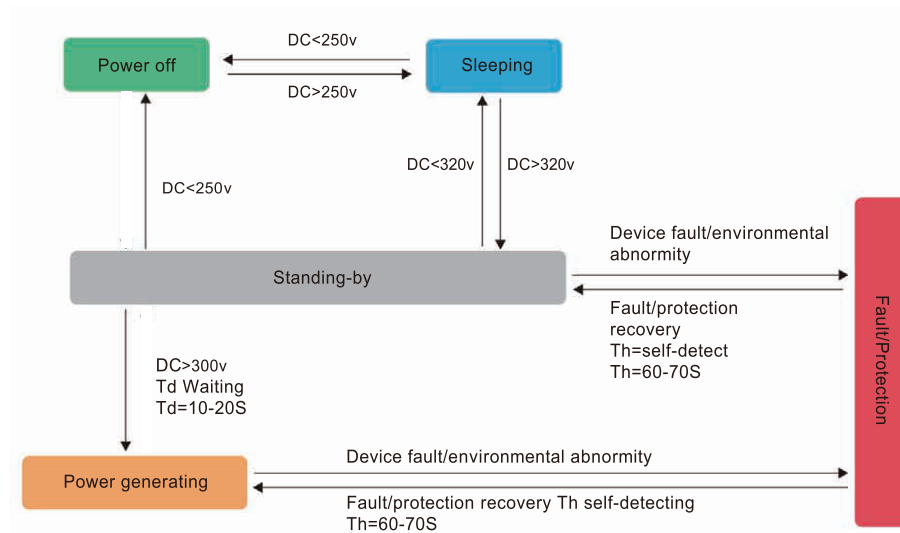 DC<250v
Power off
Sleeping
DC>250v
DC<320v
DC>320v
DC<250v
Device fault/environmental
abnormity
Standing-by
Fault/protection
recovery
Th=self-detect
Th=60-70S
Fault/Protection
DC>300v
Td Waiting
Td=10-20S
Device fault/environmental abnormity
Power generating
Fault/protection recovery Th self-detecting
Th=60-70S